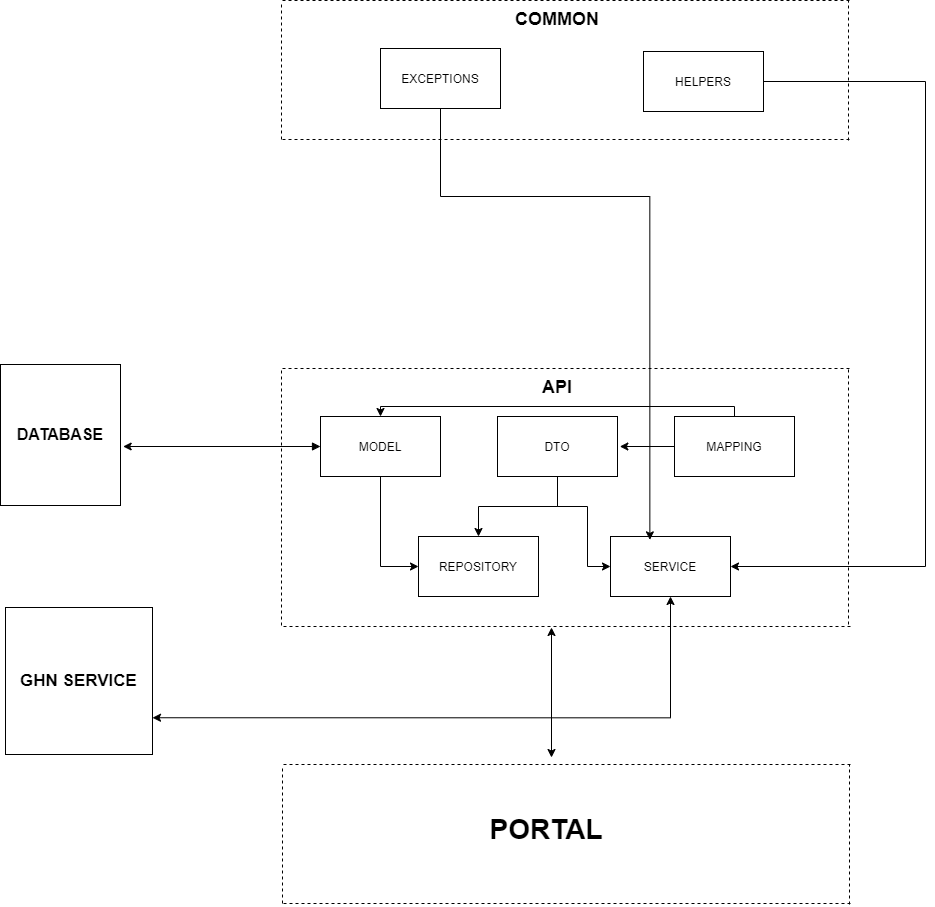 COMMON
EXCEPTIONS
HELPERS
API
DATABASE
MODEL
DTO
MAPPING
REPOSITORY
SERVICE
GHN SERVICE
PORTAL